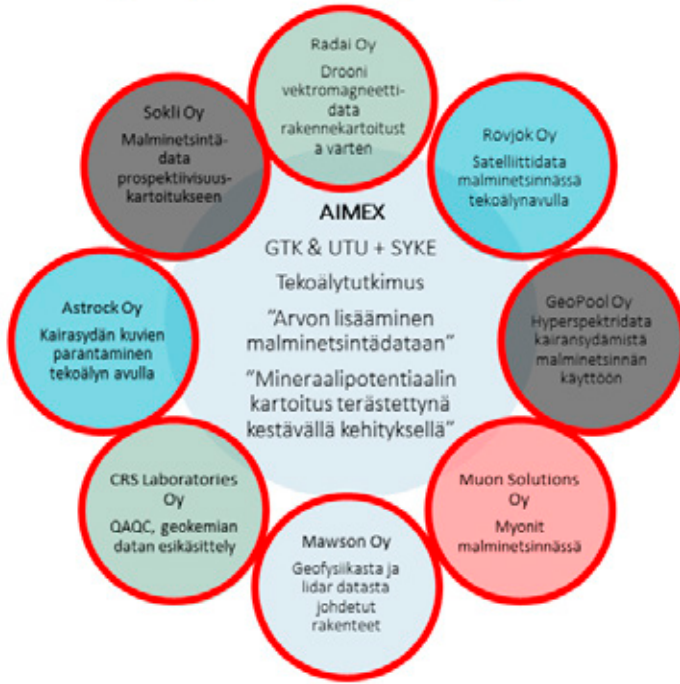 Radai Oy
Drooni
vektromagneetti-
data
rakennekartoitust
a varten
Rovjok Oy
Satelliittidata
malminetsinnässä
tekoälynavulla
GeoPool Oy
Hyperspektridata
kairansydämistä
malminetsinnän
käyttöön
Muon Solutions
Oy
Myonit
malminetsinnässä
Mawson Oy
Geofysiikasta ja
lidar datasta
johdetut
rakenteet
CRS Laboratories
Oy
QAQC, geokemian
datan esikäsittely
Astrock Oy
Kairasydän kuvien
parantaminen
tekoälyn avulla
Sokli Oy
Malminetsintä-
data
prospektiivisuus-
kartoitukseen
AIMEX
GTK & UTU + SYKE
Tekoälytutkimus
"Arvon lisääminen
malminetsintädataan"
"Mineraalipotentiaalin
kartoitus terästettynä
kestävällä kehityksellä"